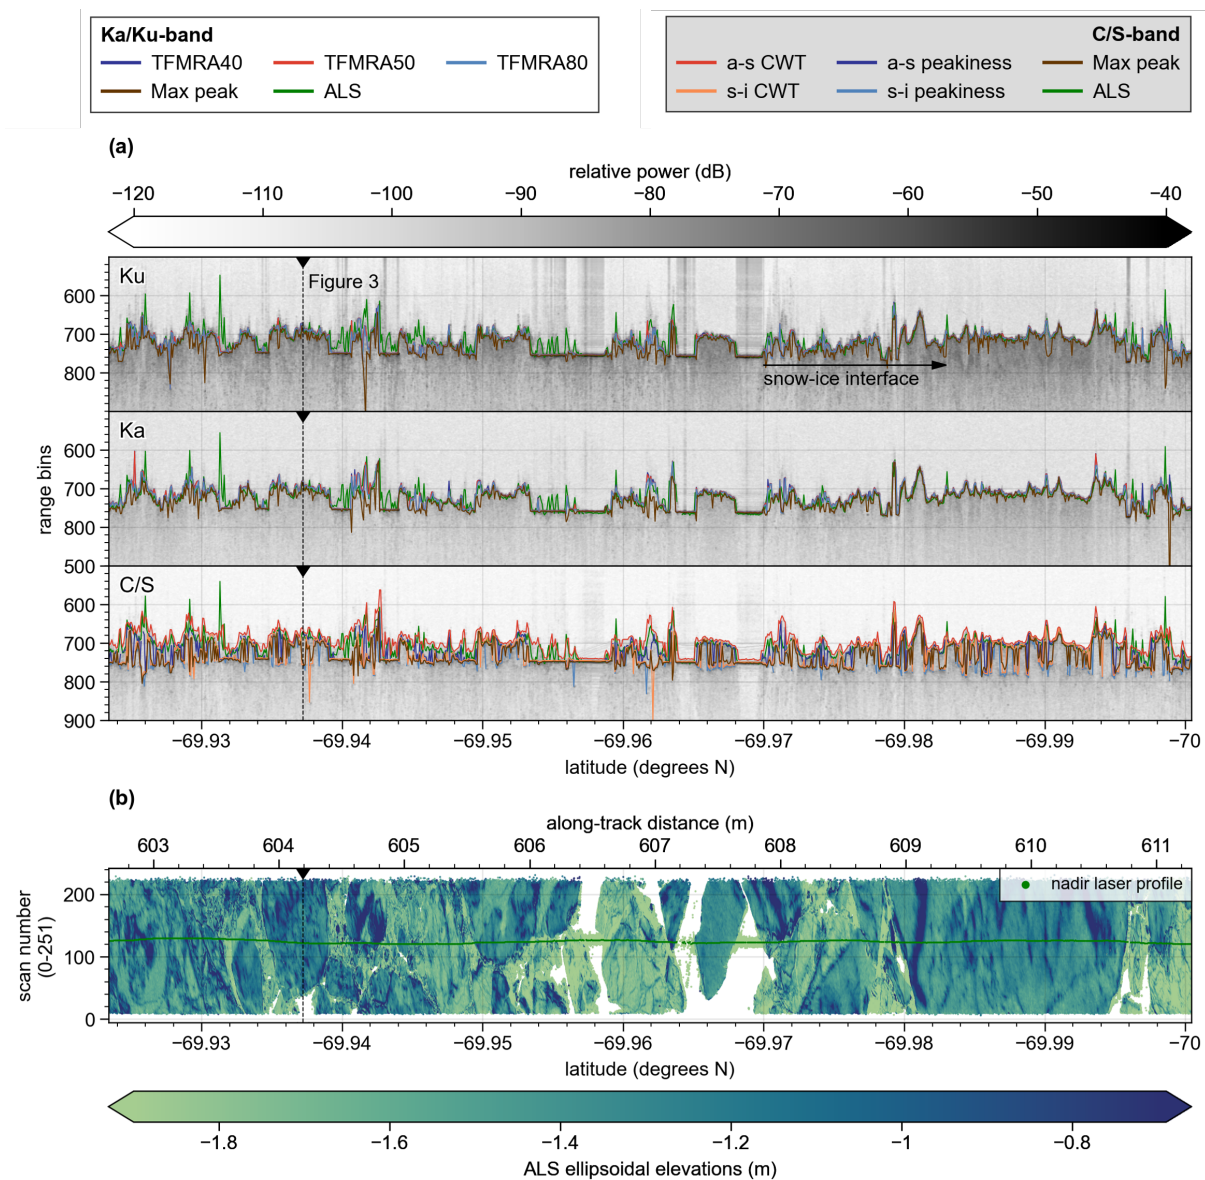 Ka/Ku-band
TFMRA40 TFMRA50 TFMRA80
Max peak ALS
C/S-band
a-s CWT a-s peakiness Max peak
s-i CWT s-i peakiness ALS
(a)
relative power (dB)
−120 −110 −100 −90 −80 −70 −60 −50 −40
Ku
Figure 3
600
700
800
snow-ice interface
Ka
600
700
800
range bins
500
C/S
600
700
800
900
−69.93 −69.94 −69.95 −69.96 −69.97 −69.98 −69.99 −70
latitude (degrees N)
(b)
along-track distance (m)
603 604 605 606 607 608 609 610 611
nadir laser profile
200
100
0
scan number
(0-251)
−69.93 −69.94 −69.95 −69.96 −69.97 −69.98 −69.99 −70
latitude (degrees N)
−1.8 −1.6 −1.4 −1.2 −1 −0.8
ALS ellipsoidal elevations (m)